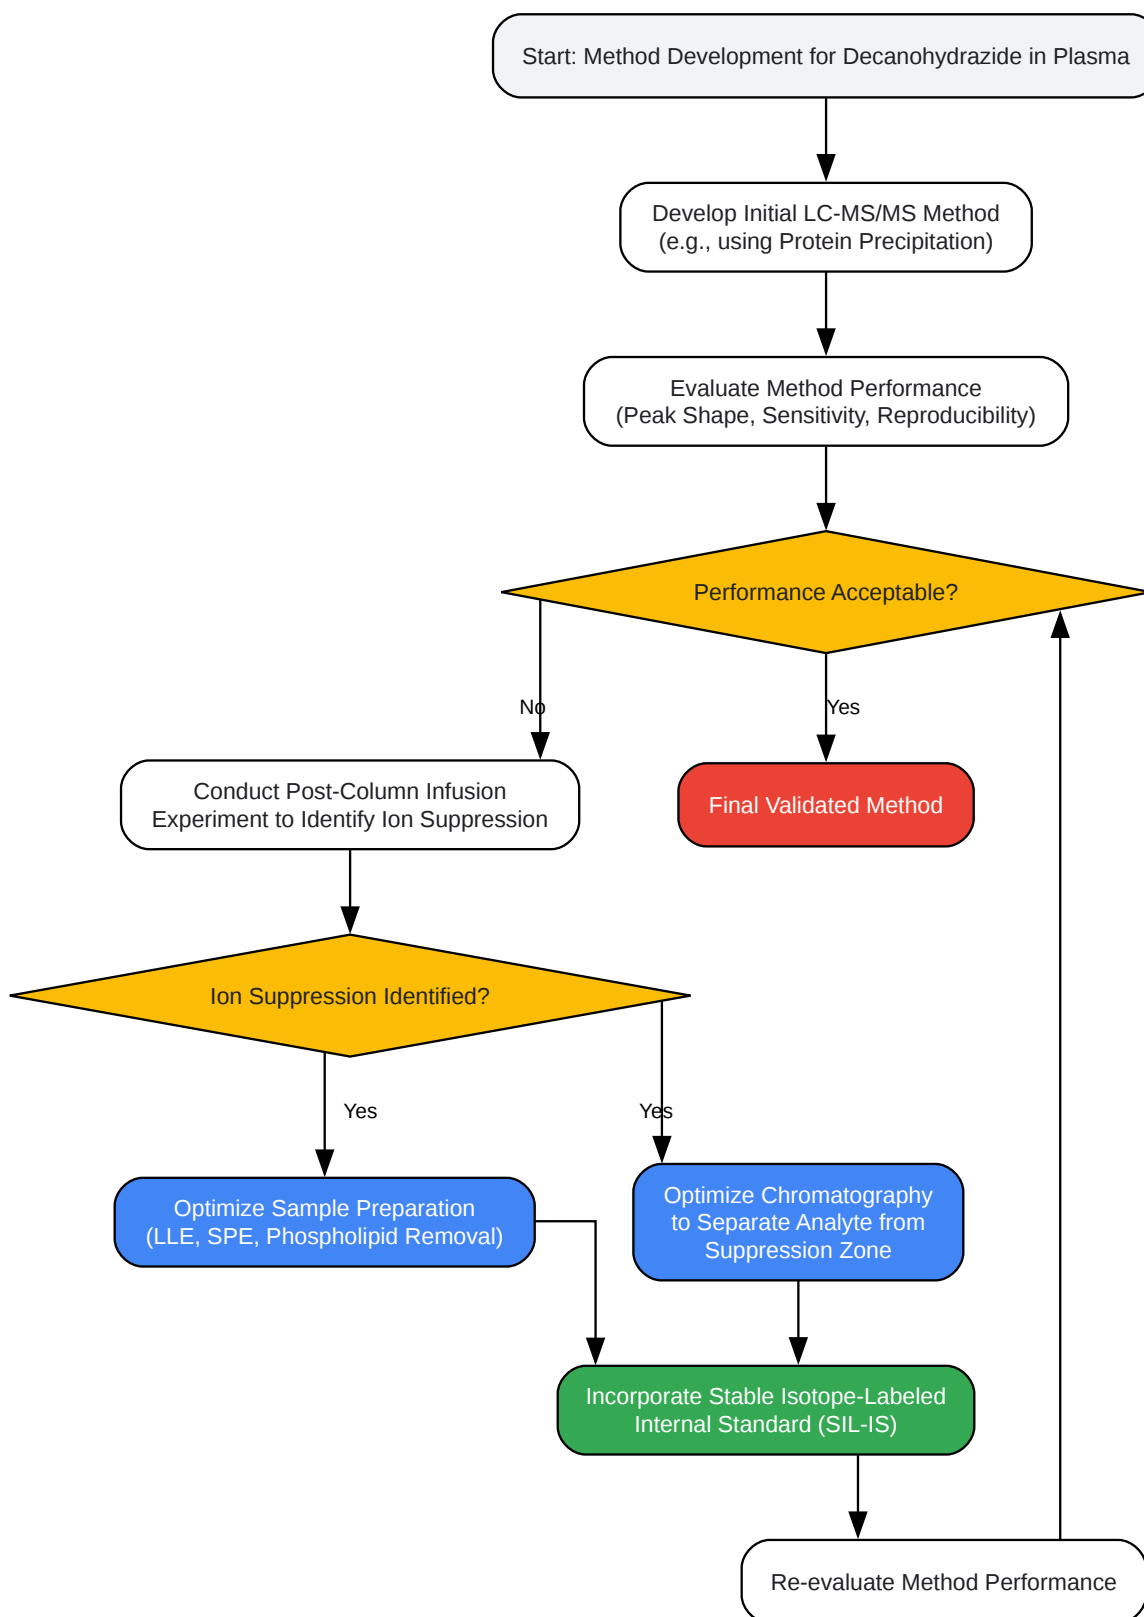 Start: Method Development for Decanohydrazide in Plasma
Develop Initial LC-MS/MS Method
(e.g., using Protein Precipitation)
Evaluate Method Performance
(Peak Shape, Sensitivity, Reproducibility)
Performance Acceptable?
No
Yes
Conduct Post-Column Infusion
Experiment to Identify Ion Suppression
Final Validated Method
Ion Suppression Identified?
Yes
Yes
Optimize Sample Preparation
(LLE, SPE, Phospholipid Removal)
Optimize Chromatography
to Separate Analyte from
Suppression Zone
Incorporate Stable Isotope-Labeled
Internal Standard (SIL-IS)
Re-evaluate Method Performance